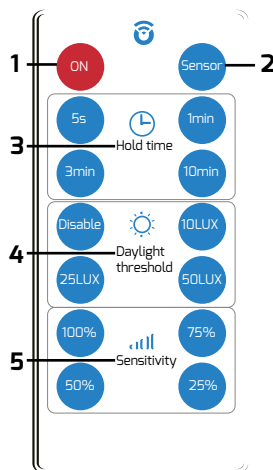 1
ON
Sensor
2
5s
1min
3
Hold time
3min
10min
Disable
10LUX
4
Daylight
threshold
25LUX
50LUX
100%
75%
5
Sensitivity
50%
25%